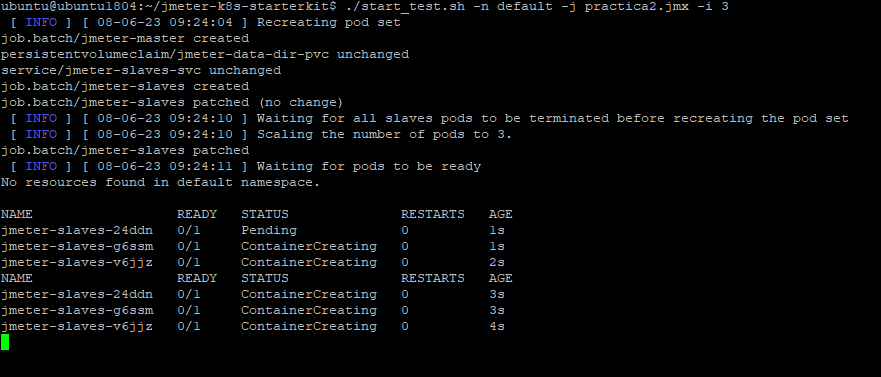 ubuntu@ubuntu1804:~/jmeter-k8s-starterkit$ ./start_test.sh -n default -j practica2.jmx -i 3
[ INFO ] [ 08-06-23 09:24:04 ] Recreating pod set
job.batch/jmeter-master created
persistentvolumeclaim/jmeter-data-dir-pvc unchanged
service/jmeter-slaves-svc unchanged
job.batch/jmeter-slaves created
job.batch/jmeter-slaves patched (no change)
[ INFO ] [ 08-06-23 09:24:10 ] Waiting for all slaves pods to be terminated before recreating the pod set
[ INFO ] [ 08-06-23 09:24:10 ] Scaling the number of pods to 3.
job.batch/jmeter-slaves patched
[ INFO ] [ 08-06-23 09:24:11 ] Waiting for pods to be ready
No resources found in default namespace.
NAME READY STATUS RESTARTS AGE
jmeter-slaves-24ddn 0/1 Pending 0 1s
jmeter-slaves-g6ssm 0/1 ContainerCreating 0 1s
jmeter-slaves-v6jjz 0/1 ContainerCreating 0 2s
NAME READY STATUS RESTARTS AGE
jmeter-slaves-24ddn 0/1 ContainerCreating 0 3s
jmeter-slaves-g6ssm 0/1 ContainerCreating 0 3s
jmeter-slaves-v6jjz 0/1 ContainerCreating 0 4s